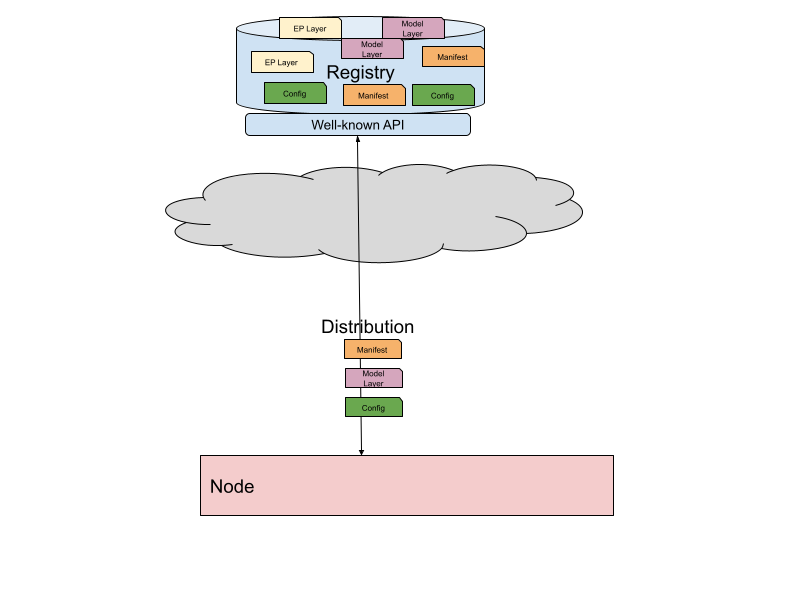 EP Layer
Model
Layer
Model
Layer
Manifest
EP Layer
Registry
Config
Manifest
Config
Well-known API
Distribution
Manifest
Model
Layer
Config
Node